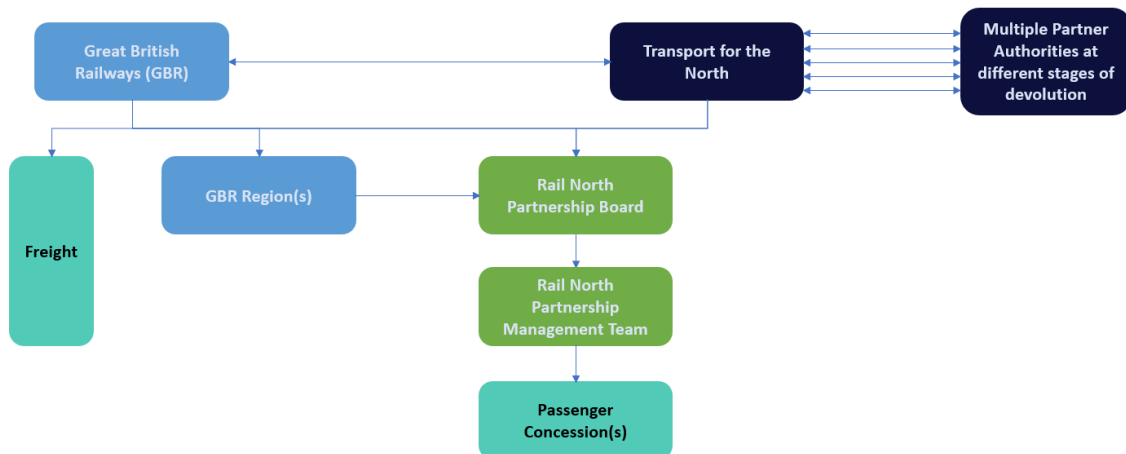 Great British
Railways (GBR)
Transport for the
North
Multiple Partner
Authorities at
different stages of
devolution
Freight
GBR Region(s)
Rail North
Partnership Board
Rail North
Partnership
Management Team
Passenger
Concession(s)